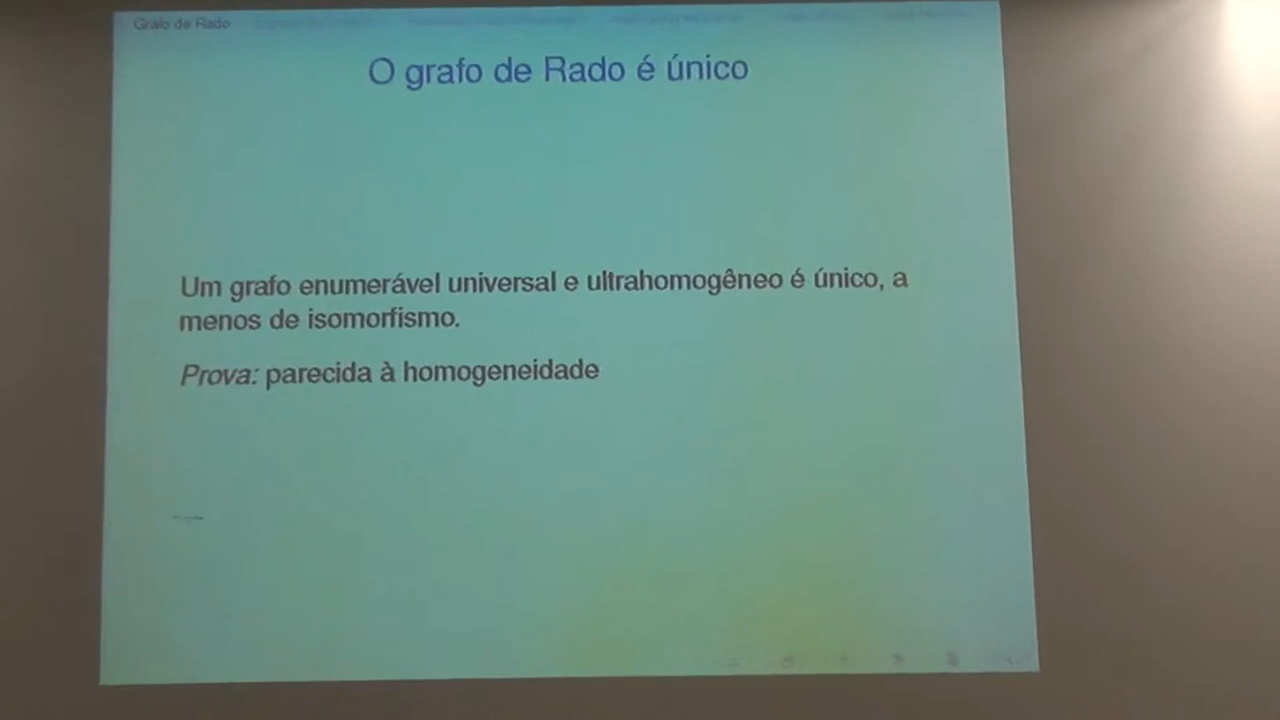 Grafo de Rado
O grafo de Rado é único
Um grafo enumerável universal e ultrahomogêneo é único, a
menos de isomorfismo.
Prova: parecida à homogeneidade